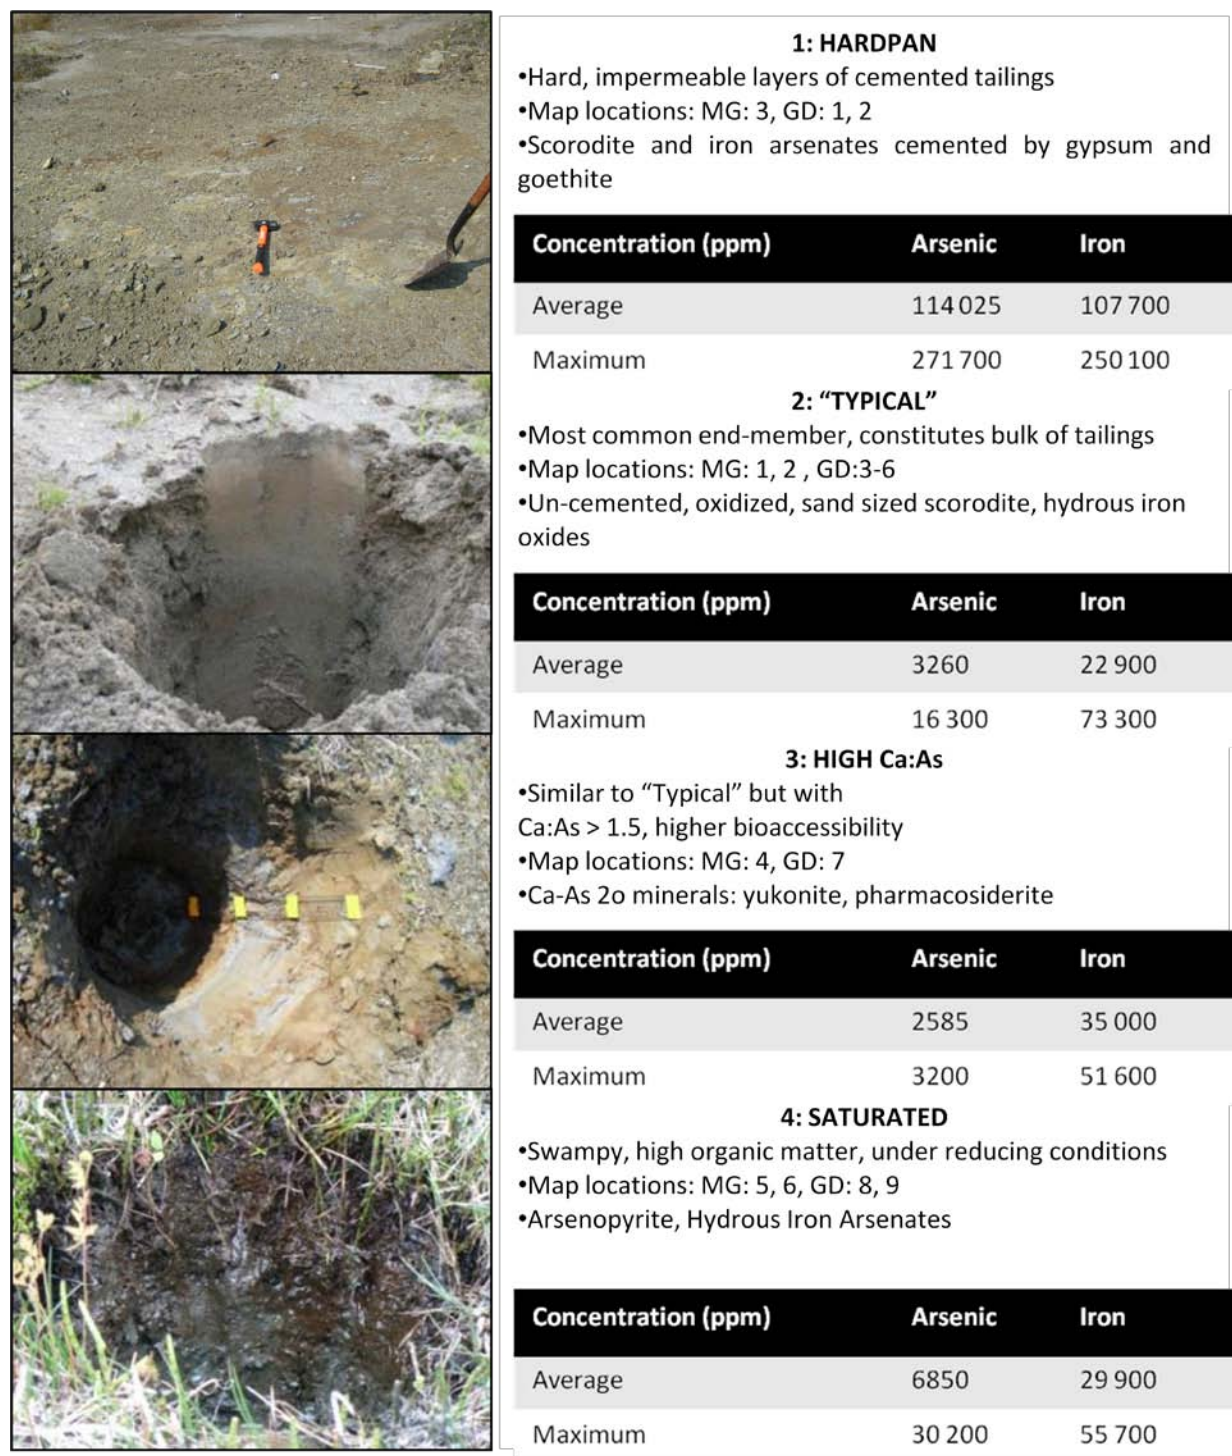 1: HARDPAN
•Hard, impermeable layers of cemented tailings
•Map locations: MG: 3, GD: 1, 2
•Scorodite and iron arsenates cemented by gypsum and
goethite
Concentration (ppm) Arsenic Iron
Average 114 025 107 700
Maximum 271 700 250 100
2: “TYPICAL”
•Most common end-member, constitutes bulk of tailings
•Map locations: MG: 1, 2 , GD:3-6
•Un-cemented, oxidized, sand sized scorodite, hydrous iron
oxides
Concentration (ppm) Arsenic Iron
Average 3260 22 900
Maximum 16 300 73 300
3: HIGH Ca:As
•Similar to “Typical” but with
Ca:As > 1.5, higher bioaccessibility
•Map locations: MG: 4, GD: 7
•Ca-As 2o minerals: yukonite, pharmacosiderite
Concentration (ppm) Arsenic Iron
Average 2585 35 000
Maximum 3200 51 600
4: SATURATED
•Swampy, high organic matter, under reducing conditions
•Map locations: MG: 5, 6, GD: 8, 9
•Arsenopyrite, Hydrous Iron Arsenates
Concentration (ppm) Arsenic Iron
Average 6850 29 900
Maximum 30 200 55 700